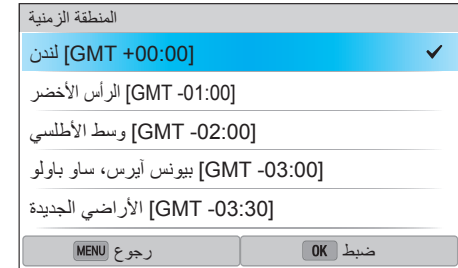 المنطقة الزمنية
[GMT +00:00] لندن ✔
[GMT -01:00] الرأس الأخضر
[GMT -02:00] وسط الأطلسي
[GMT -03:00] بيونس آيرس، ساو باولو
[GMT -03:30] الأراضي الجديدة
رجوع MENU ضبط OK